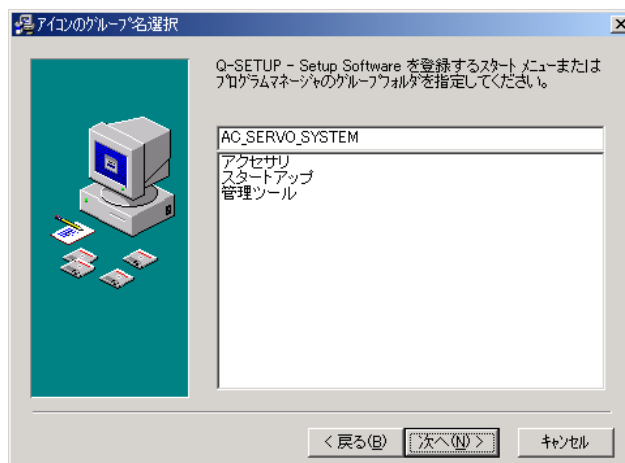 ｱｲｺﾝのｸﾞﾙｰﾌﾟ名選択
Q-SETUP - Setup Software を登録するｽﾀｰﾄ ﾒﾆｭｰまたは
ﾌﾟﾛｸﾞﾗﾑﾏﾈｰｼﾞｬのｸﾞﾙｰﾌﾟﾌｫﾙﾀﾞを指定してください。
AC_SERVO_SYSTEM
アクセサリ
スタートアップ
管理ツール
< 戻る(B)
次へ(N) >
ｷｬﾝｾﾙ